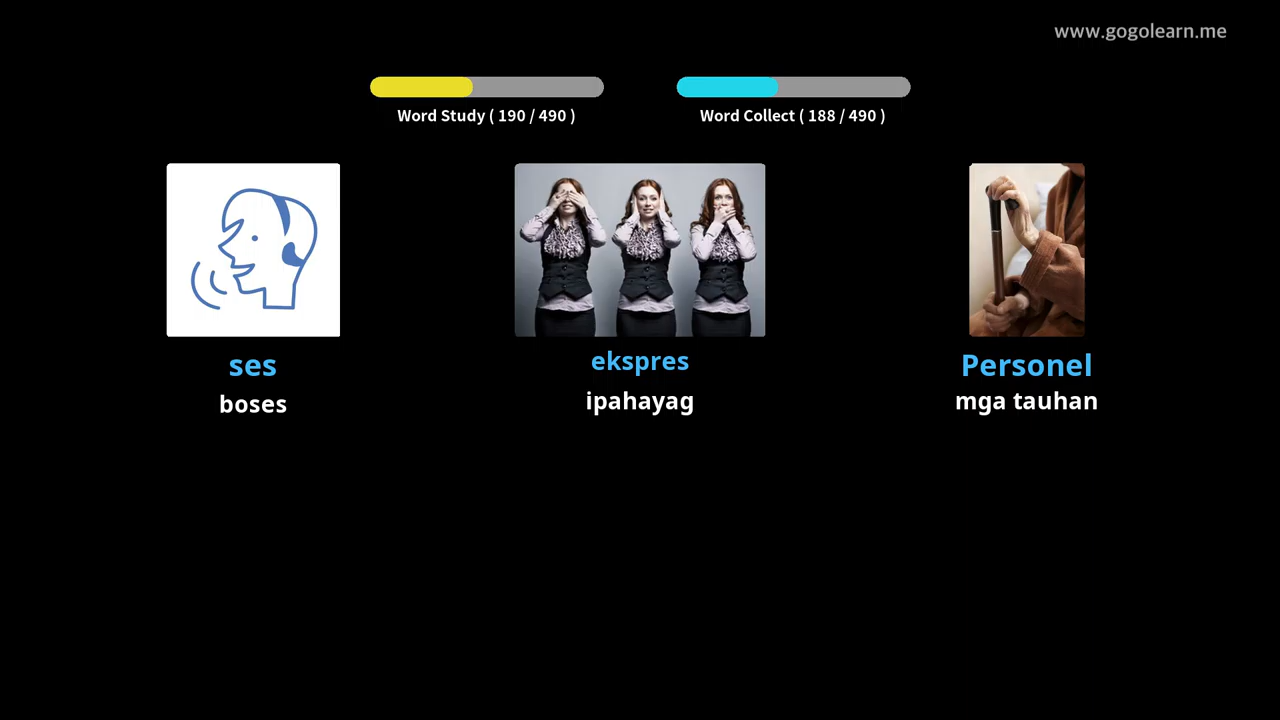 www.gogolearn.me
Word Study ( 190 / 490 )
Word Collect ( 188 / 490 )
ses
boses
ekspres
ipahayag
Personel
mga tauhan